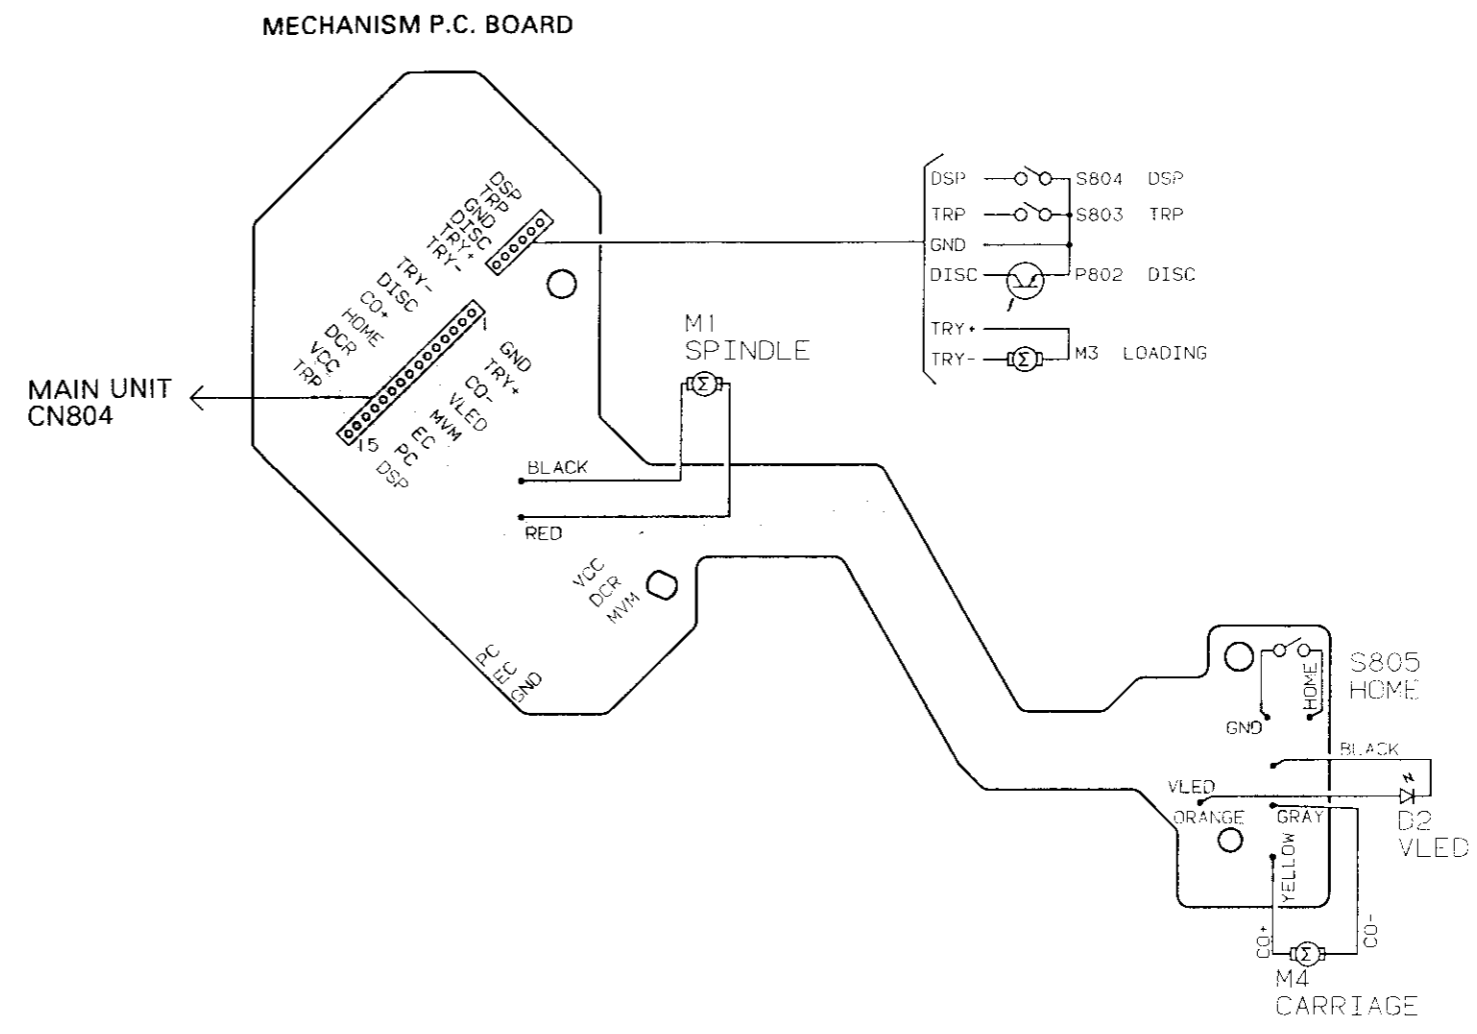 MECHANISM P.C. BOARD
DSP
TRP
GND
DISC
TRY+
TRY-
TRY-
DISC
CO+
HOME
DCR
VCC
TRP
1
15
GND
TRY+
CO-
VLED
MVM
EC
PC
DSP
MAIN UNIT
CN804
DSP S804 DSP
TRP S803 TRP
GND
DISC P802 DISC
TRY+
TRY- M3 LOADING
M1
SPINDLE
BLACK
RED
VCC
DCR
MVM
PC
EC
GND
S805
HOME
HOME
GND
BLACK
VLED
ORANGE
GRAY
D2
VLED
YELLOW
CO+
CO-
M4
CARRIAGE